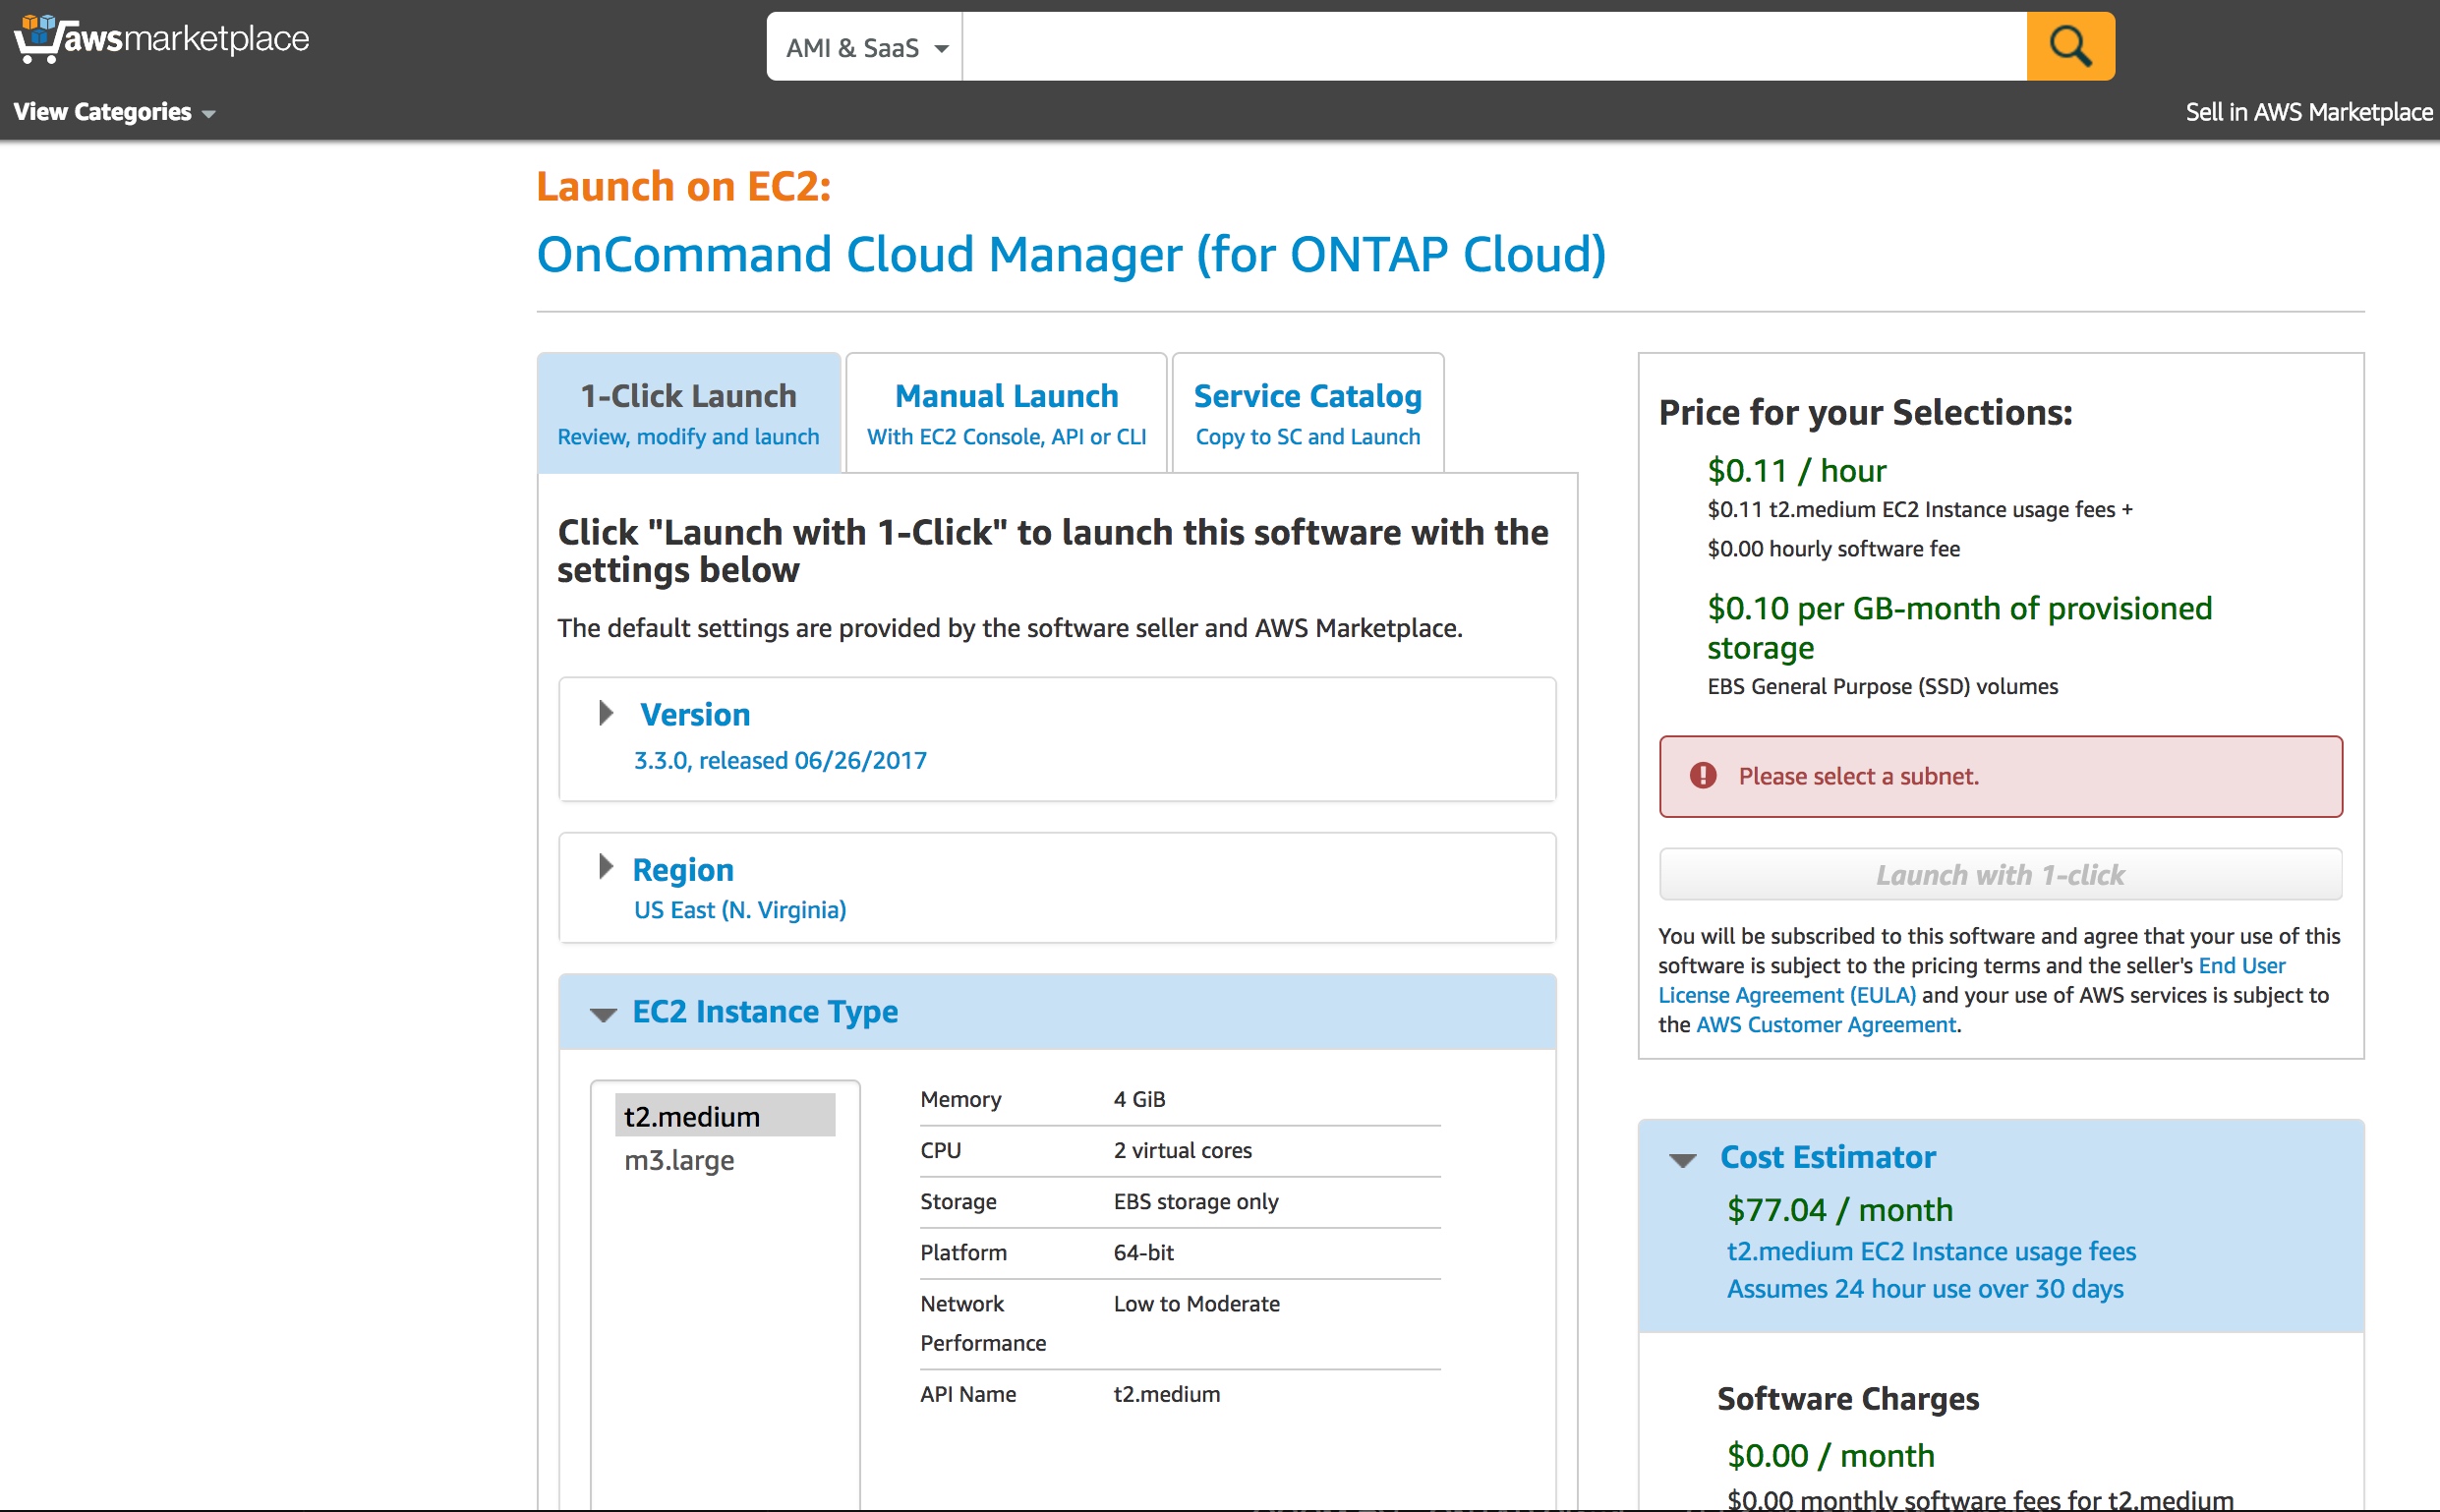 awsmarketplace
AMI & SaaS
View Categories
Sell in AWS Marketplace
Launch on EC2:
OnCommand Cloud Manager (for ONTAP Cloud)
1-Click Launch
Review, modify and launch
Manual Launch
With EC2 Console, API or CLI
Service Catalog
Copy to SC and Launch
Click "Launch with 1-Click" to launch this software with the
settings below
The default settings are provided by the software seller and AWS Marketplace.
Version
3.3.0, released 06/26/2017
Region
US East (N. Virginia)
EC2 Instance Type
t2.medium
m3.large
Memory 4 GiB
CPU 2 virtual cores
Storage EBS storage only
Platform 64-bit
Network Low to Moderate
Performance
API Name t2.medium
Price for your Selections:
$0.11 / hour
$0.11 t2.medium EC2 Instance usage fees +
$0.00 hourly software fee
$0.10 per GB-month of provisioned
storage
EBS General Purpose (SSD) volumes
Please select a subnet.
Launch with 1-click
You will be subscribed to this software and agree that your use of this
software is subject to the pricing terms and the seller's End User
License Agreement (EULA) and your use of AWS services is subject to
the AWS Customer Agreement.
Cost Estimator
$77.04 / month
t2.medium EC2 Instance usage fees
Assumes 24 hour use over 30 days
Software Charges
$0.00 / month
$0.00 monthly software fees for t2.medium